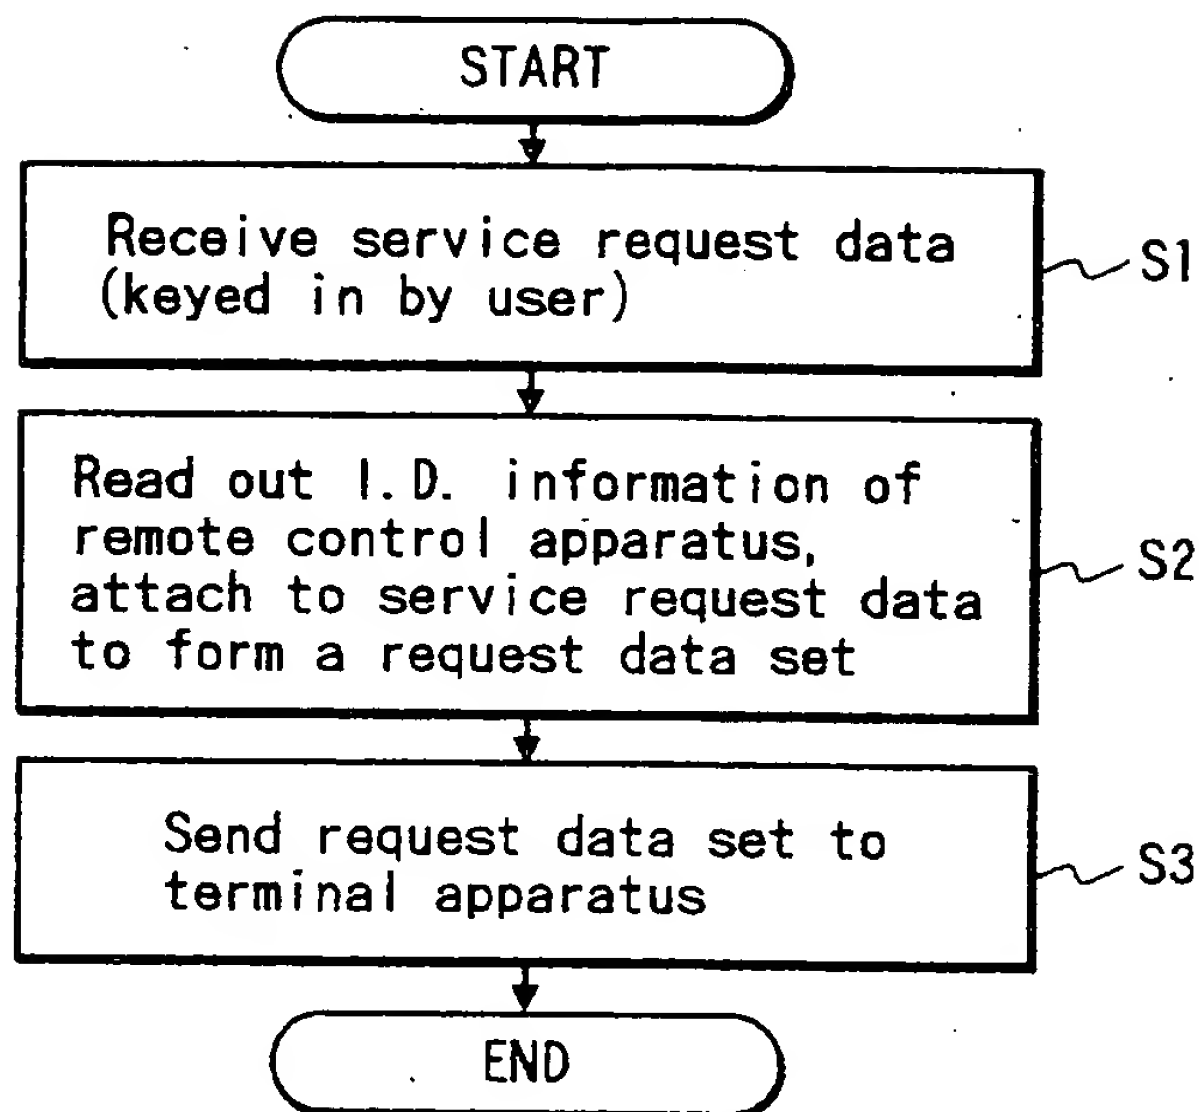 START
Receive service request data
(keyed in by user)
S1
Read out I.D. information of
remote control apparatus,
attach to service request data
to form a request data set
S2
Send request data set to
terminal apparatus
S3
END